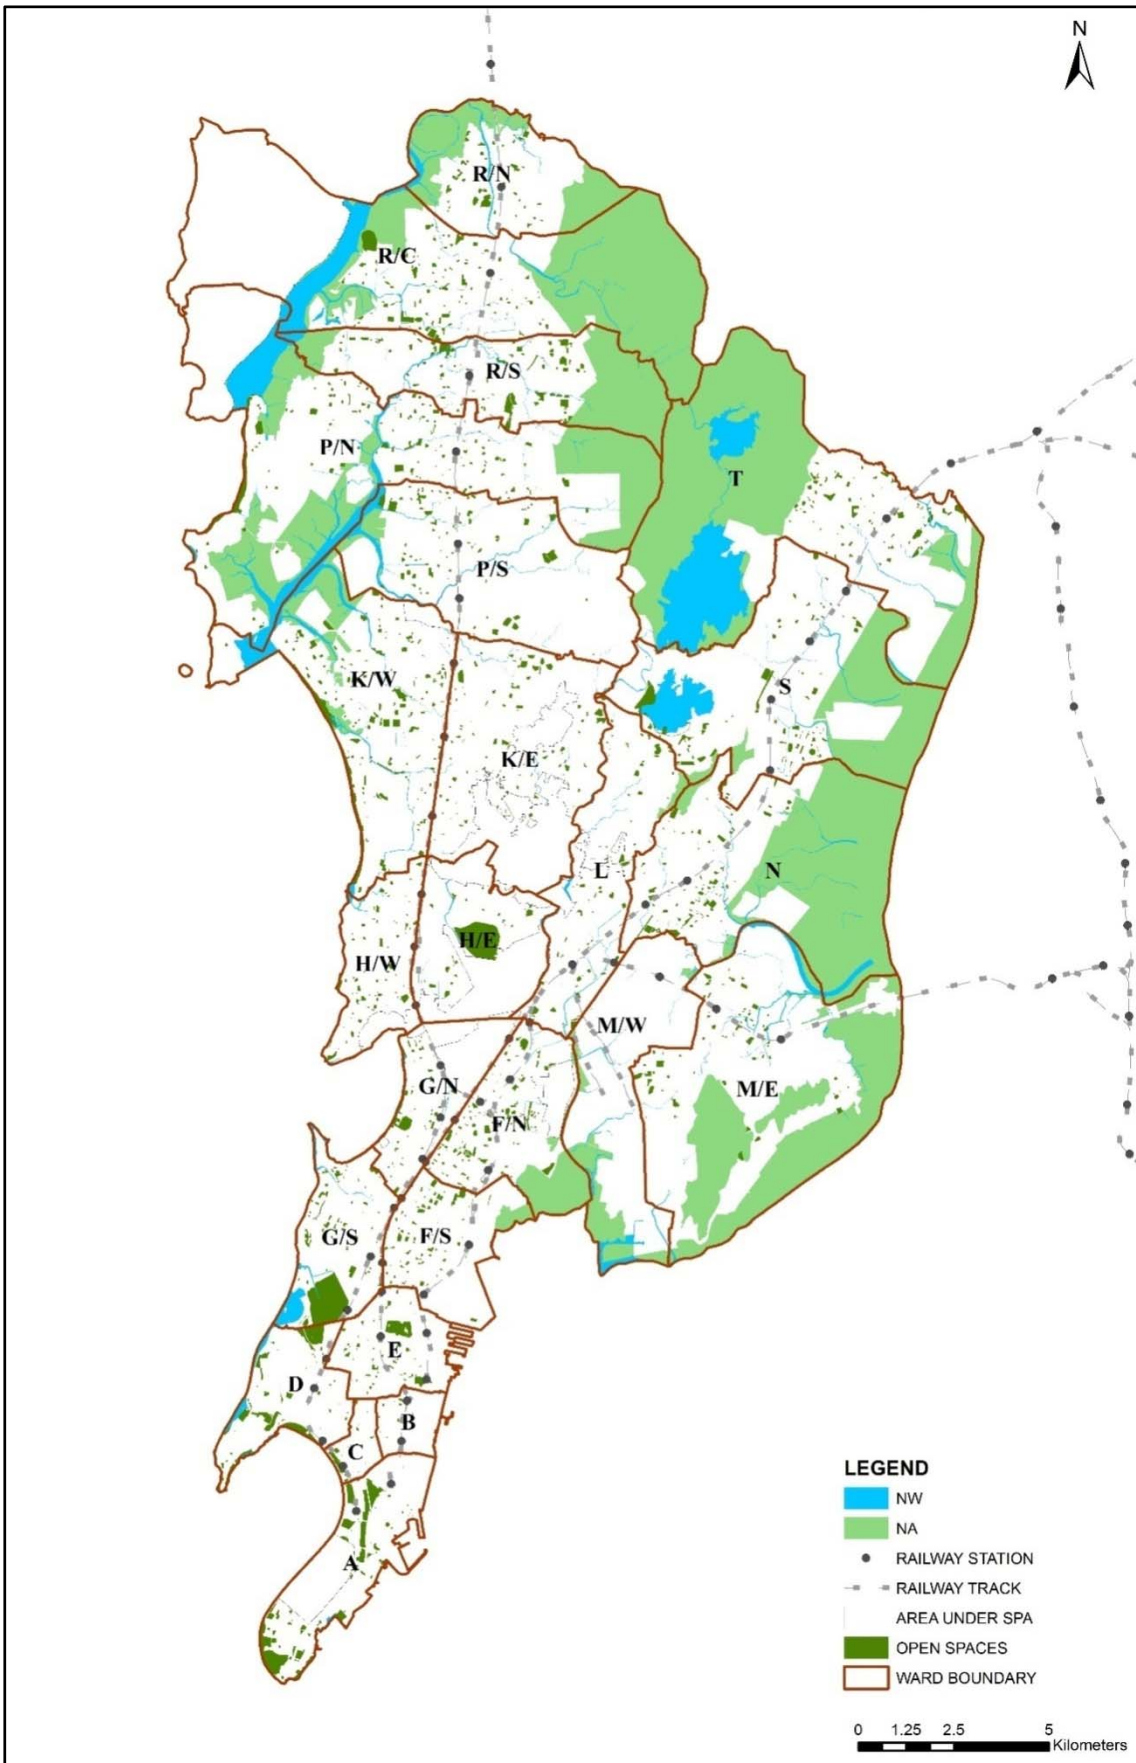 N
R/N
R/C
R/S
P/N
T
P/S
K/W
S
K/E
L
N
H/E
H/W
M/W
G/N
M/E
F/N
G/S
F/S
E
D
B
C
A
LEGEND
NW
NA
RAILWAY STATION
RAILWAY TRACK
AREA UNDER SPA
OPEN SPACES
WARD BOUNDARY
0 1.25 2.5 5
Kilometers